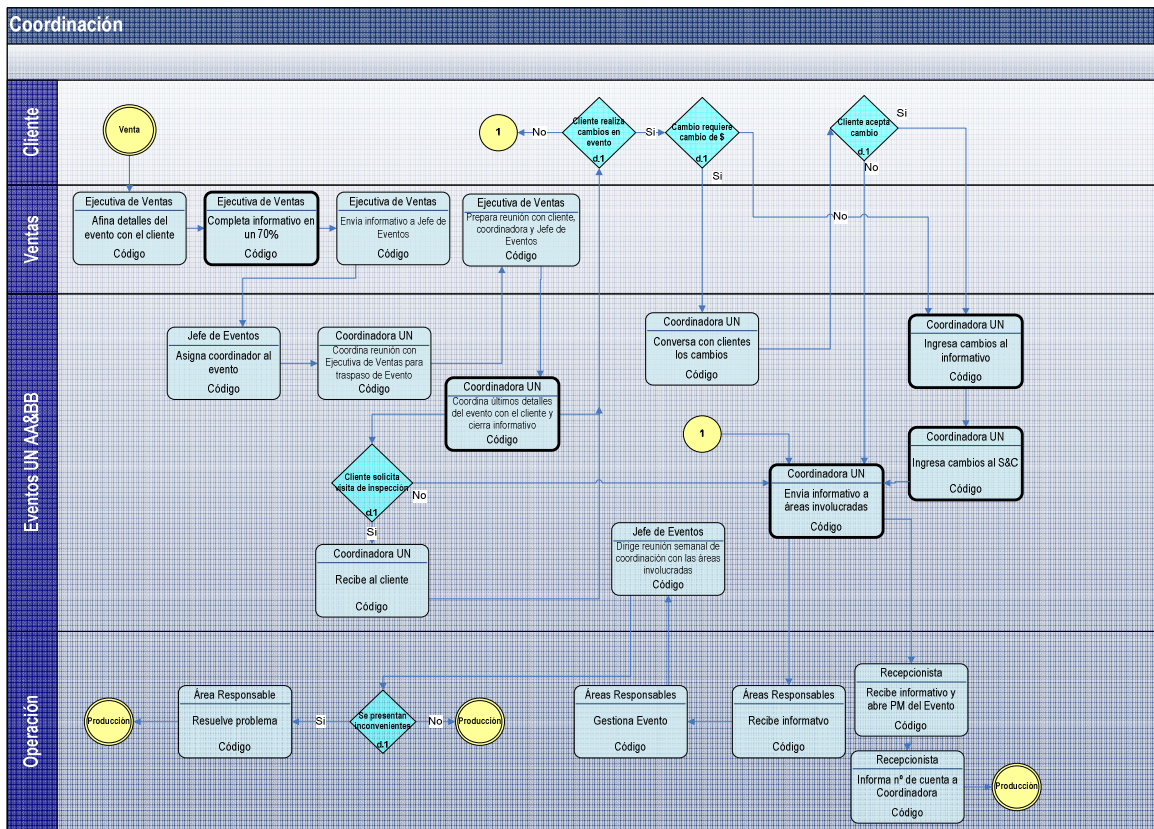 Coordinación
Cliente
Venta
1
No
Cliente realiza
cambios en
evento
d.1
Si
Cambio requiere
cambio de $
d.1
Si
No
Cliente acepta
cambio
d.1
Si
No
Ventas
Ejecutiva de Ventas
Afina detalles del
evento con el cliente
Código
Ejecutiva de Ventas
Completa informativo en
un 70%
Código
Ejecutiva de Ventas
Envía informativo a Jefe de
Eventos
Código
Ejecutiva de Ventas
Prepara reunión con cliente,
coordinadora y Jefe de
Eventos
Código
Eventos UN AA&BB
Jefe de Eventos
Asigna coordinador al
evento
Código
Coordinadora UN
Coordina reunión con
Ejecutiva de Ventas para
traspaso de Evento
Código
Coordinadora UN
Coordina últimos detalles
del evento con el cliente y
cierra informativo
Código
Coordinadora UN
Conversa con clientes
los cambios
Código
Coordinadora UN
Ingresa cambios al
informativo
Código
Coordinadora UN
Ingresa cambios al S&C
Código
1
Cliente solicita
visita de inspección
d.1
No
Si
Coordinadora UN
Envía informativo a
áreas involucradas
Código
Coordinadora UN
Recibe al cliente
Código
Jefe de Eventos
Dirige reunión semanal de
coordinación con las áreas
involucradas
Código
Operación
Producción
Área Responsable
Resuelve problema
Código
Si
Se presentan
inconvenientes
d.1
No
Producción
Áreas Responsables
Gestiona Evento
Código
Áreas Responsables
Recibe informativo
Código
Recepcionista
Recibe informativo y
abre PM del Evento
Código
Recepcionista
Informa nº de cuenta a
Coordinadora
Código
Producción